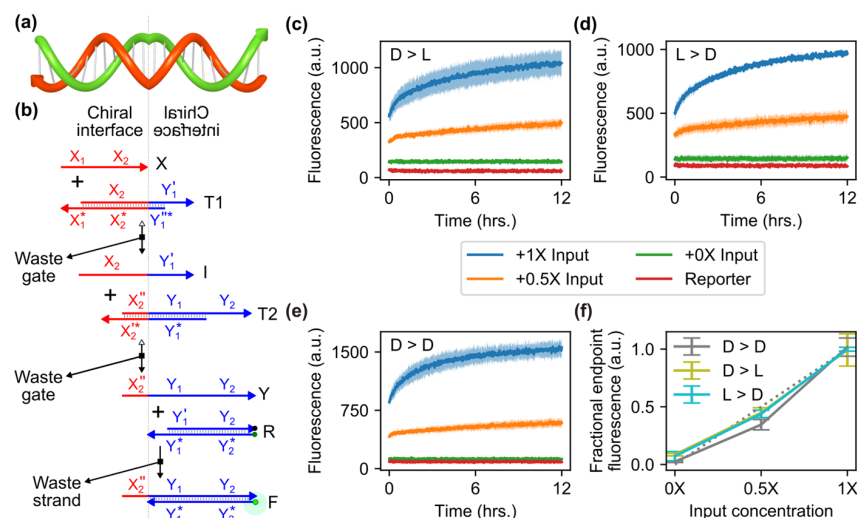 (a)
Chiral interface
Chiral interface
(b)
X₁ X₂ X
+
X₂ Y₁'
T1
X₁* X₂* Y₁''*
Waste gate
X₂ Y₁'
I
+
X₂'' Y₁ Y₂
T2
X₂'* Y₁*
Waste gate
X₂'' Y₁ Y₂
Y
+
Y₁' Y₂
R
Y₁* Y₂*
Waste strand
X₂'' Y₁ Y₂
F
Y₁* Y₂*
(c)
D > L
Fluorescence (a.u.)
1000
500
0
0 6 12
Time (hrs.)
(d)
L > D
Fluorescence (a.u.)
1000
500
0
0 6 12
Time (hrs.)
+1X Input
+0X Input
+0.5X Input
Reporter
(e)
D > D
Fluorescence (a.u.)
1500
750
0
0 6 12
Time (hrs.)
(f)
D > D
D > L
L > D
Fractional endpoint
fluorescence (a.u.)
1.0
0.5
0.0
0X 0.5X 1X
Input concentration